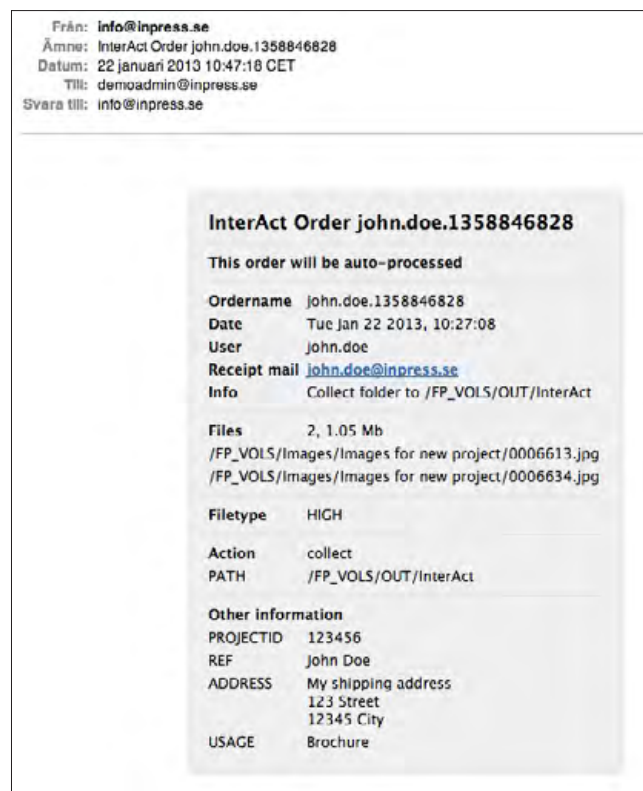 Från: info@inpress.se
Ämne: InterAct Order john.doe.1358846828
Datum: 22 januari 2013 10:47:18 CET
Till: demoadmin@inpress.se
Svara till: info@inpress.se
InterAct Order john.doe.1358846828
This order will be auto-processed
Ordername john.doe.1358846828
Date Tue Jan 22 2013, 10:27:08
User john.doe
Receipt mail john.doe@inpress.se
Info Collect folder to /FP_VOLS/OUT/InterAct
Files 2, 1.05 Mb
/FP_VOLS/Images/Images for new project/0006613.jpg
/FP_VOLS/Images/Images for new project/0006634.jpg
Filetype HIGH
Action collect
PATH /FP_VOLS/OUT/InterAct
Other information
PROJECTID 123456
REF John Doe
ADDRESS My shipping address
123 Street
12345 City
USAGE Brochure